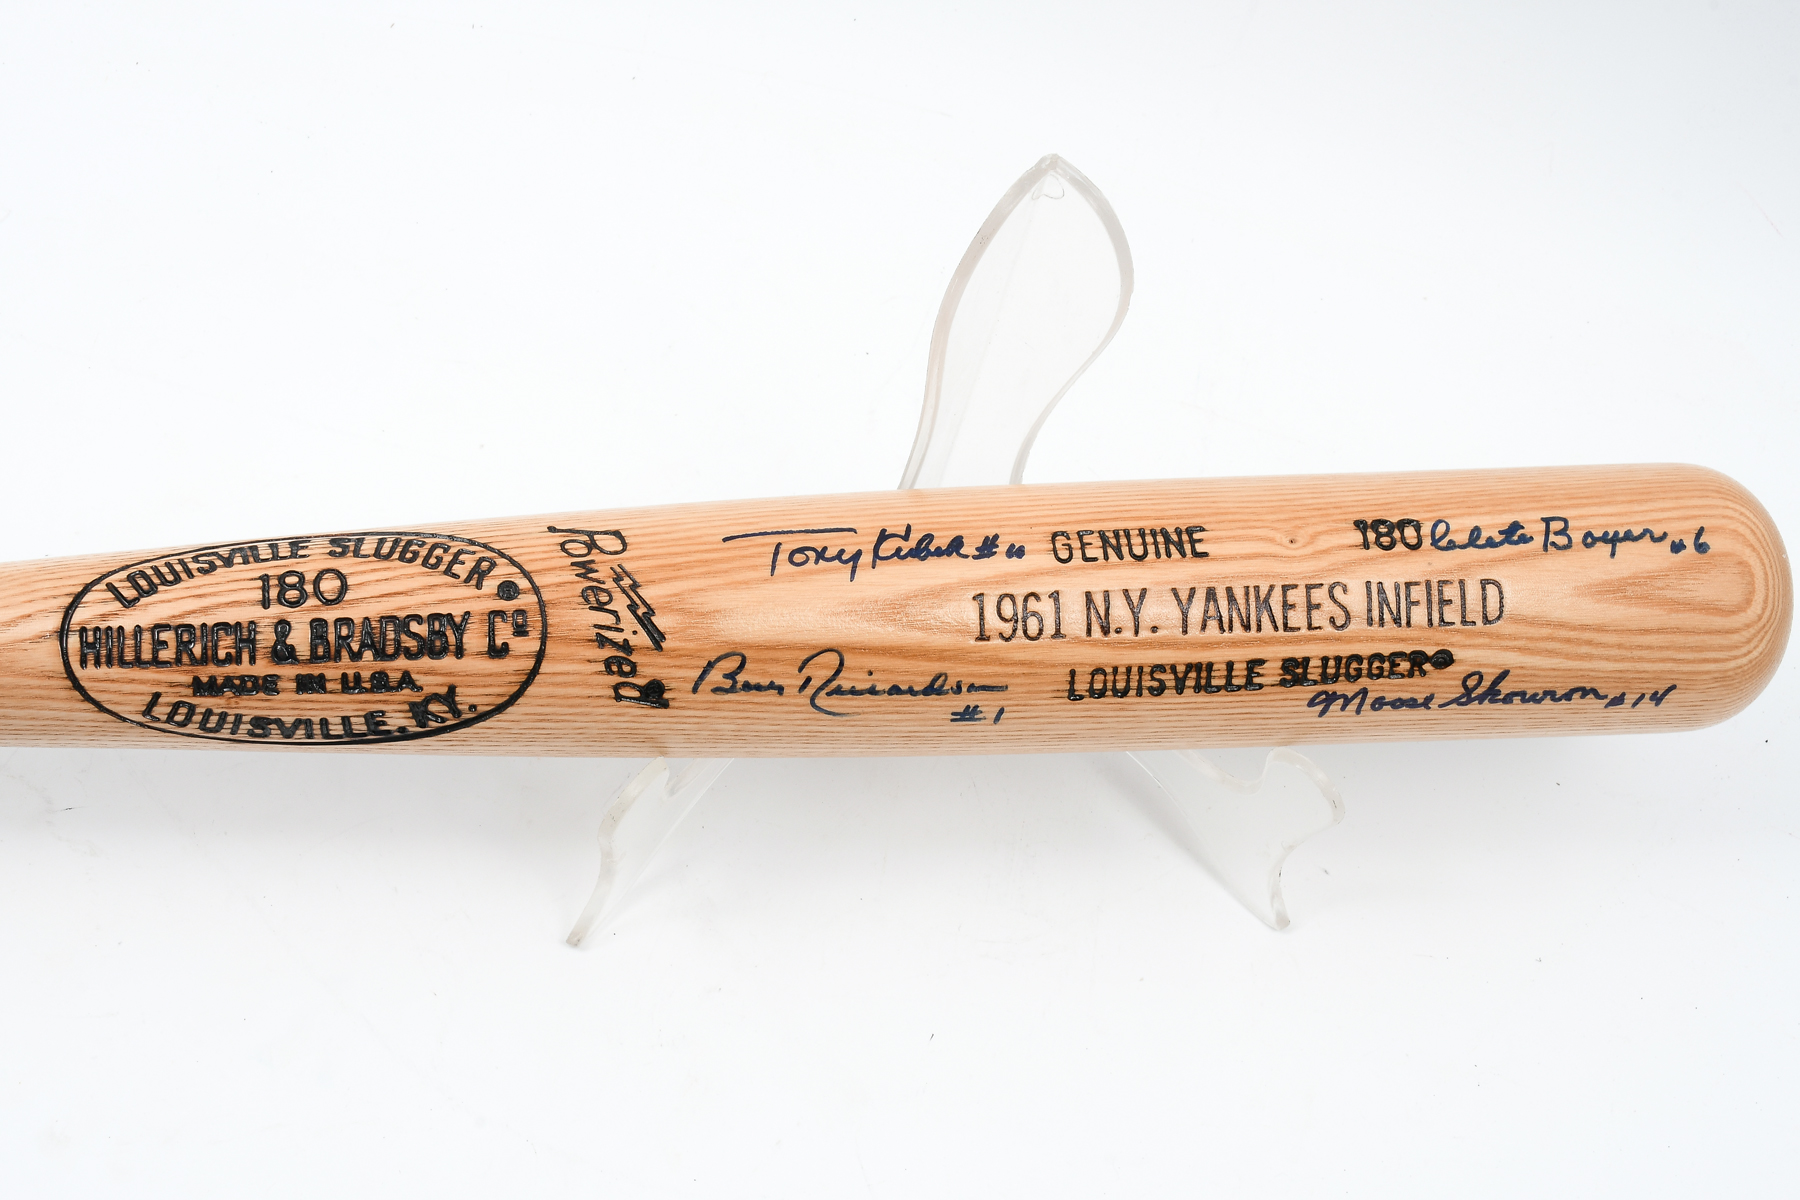 LOUISVILLE SLUGGER®
180
HILLERICH & BRADSBY Cº
MADE IN U.S.A.
LOUISVILLE, KY.
Powerized
Tony Kubek #10
GENUINE
180
Clete Boyer #6
1961 N.Y. YANKEES INFIELD
Bobby Richardson
#1
LOUISVILLE SLUGGER®
Moose Skowron #14